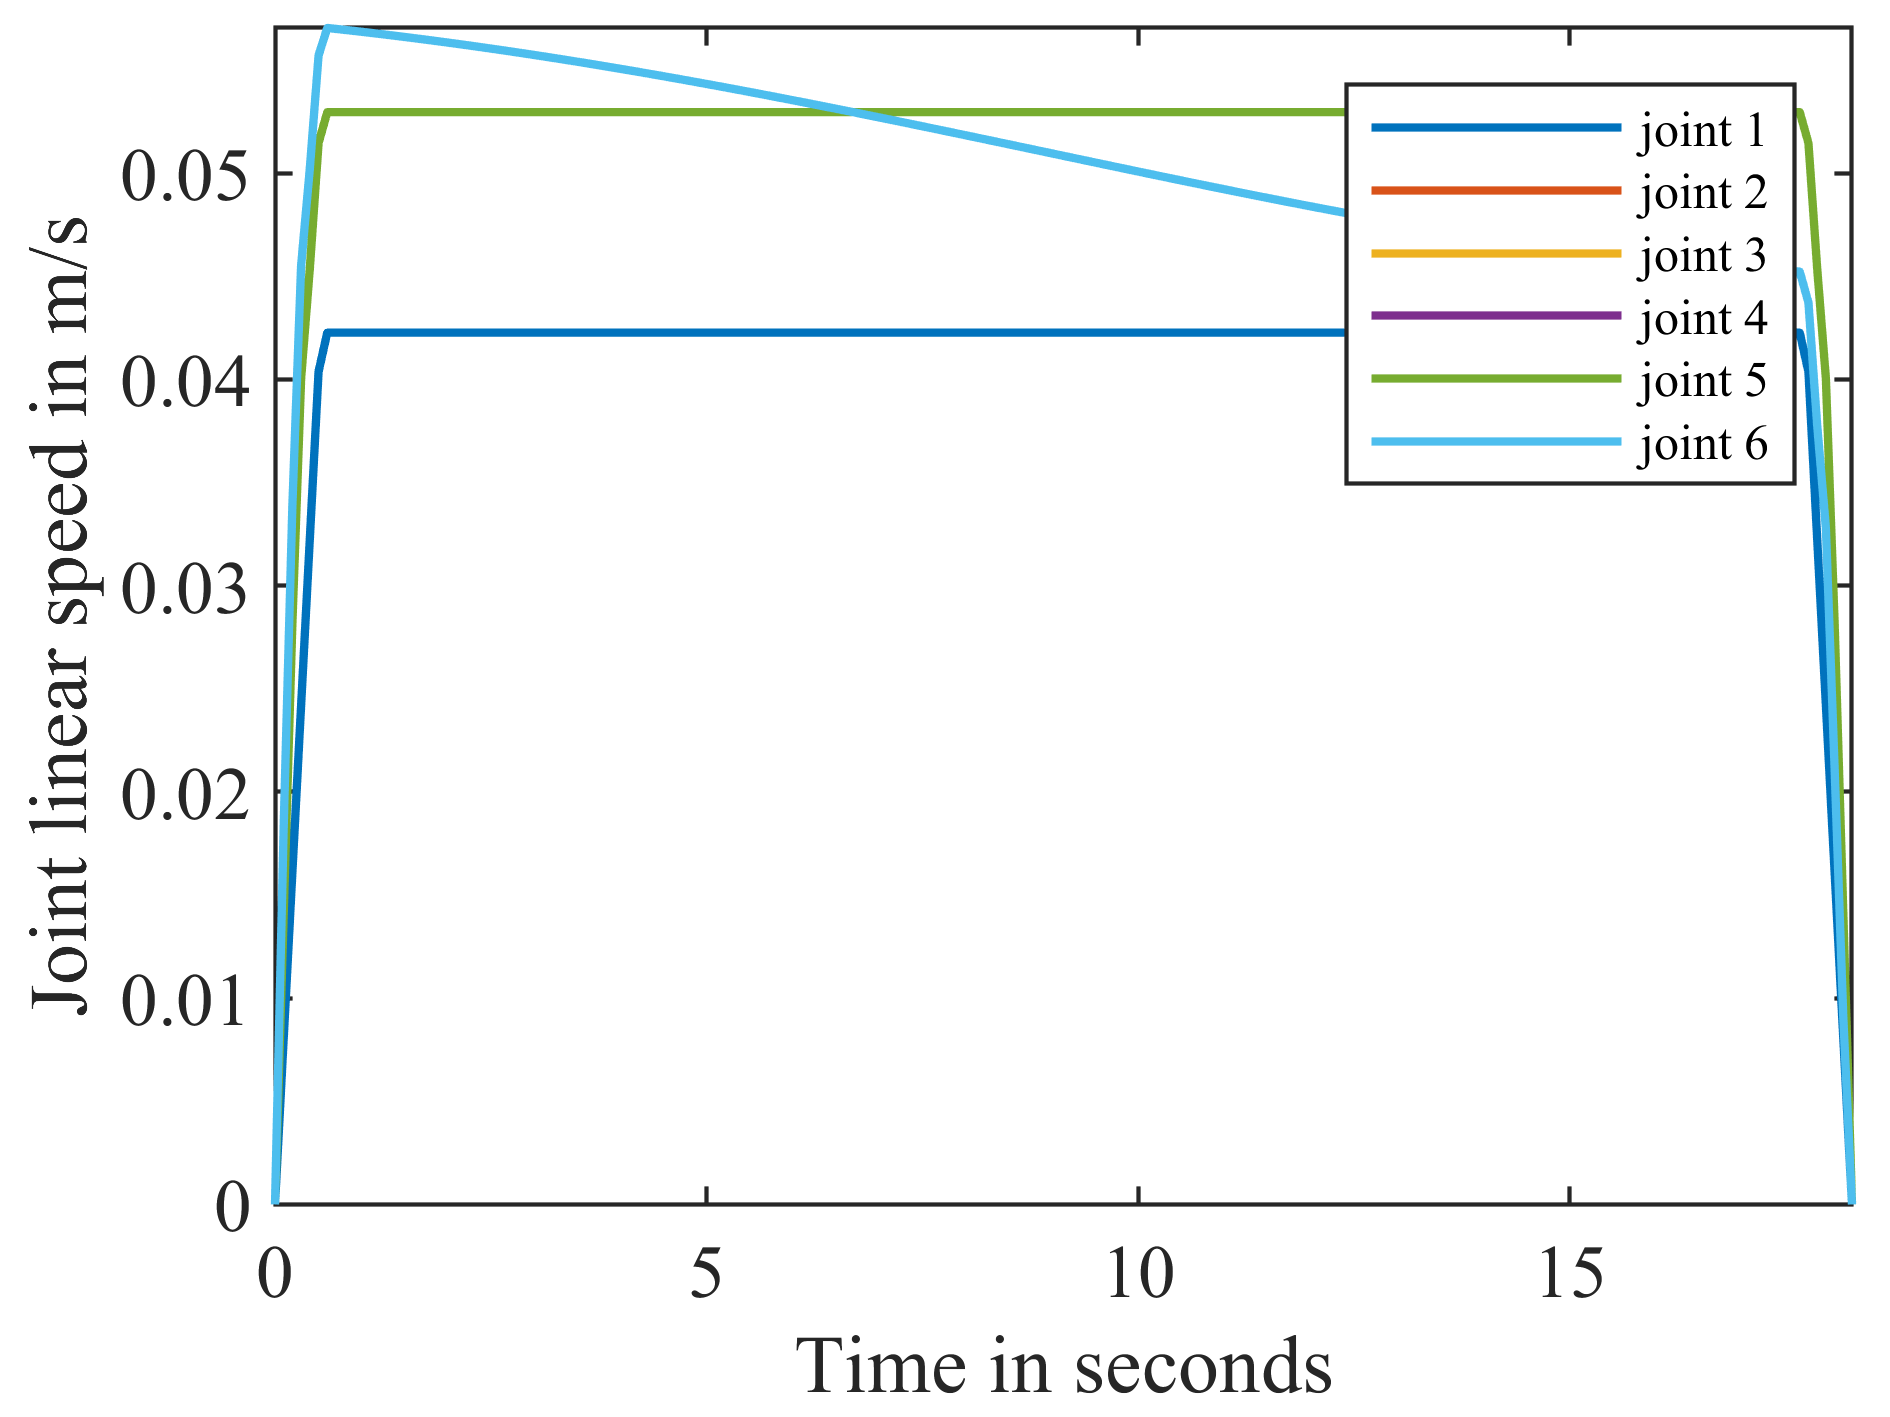 Joint linear speed in m/s
0.05
0.04
0.03
0.02
0.01
0
joint 1
joint 2
joint 3
joint 4
joint 5
joint 6
0 5 10 15
Time in seconds